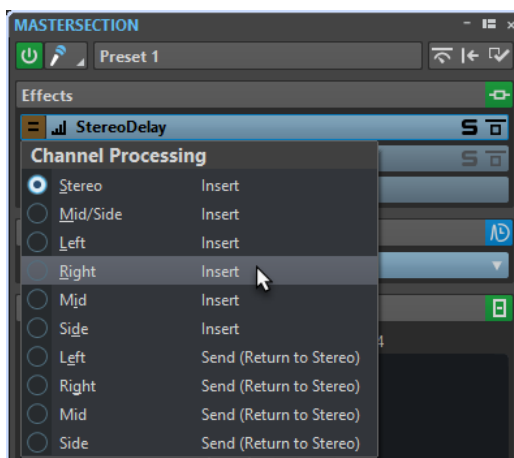 MASTERSECTION
Preset 1
Effects
StereoDelay S
Channel Processing
S
Stereo Insert
Mid/Side Insert
Left Insert
Right Insert
Mid Insert
Side Insert
Left Send (Return to Stereo)
Right Send (Return to Stereo)
Mid Send (Return to Stereo)
Side Send (Return to Stereo)